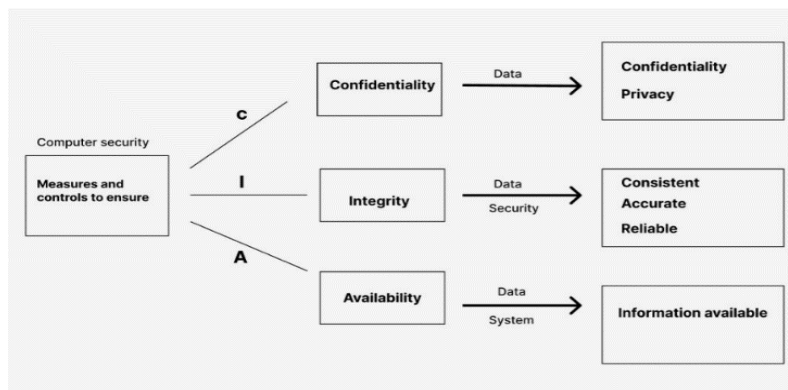 Computer security
Measures and
controls to ensure
c
I
A
Confidentiality
Data
Confidentiality
Privacy
Integrity
Data
Security
Consistent
Accurate
Reliable
Availability
Data
System
Information available